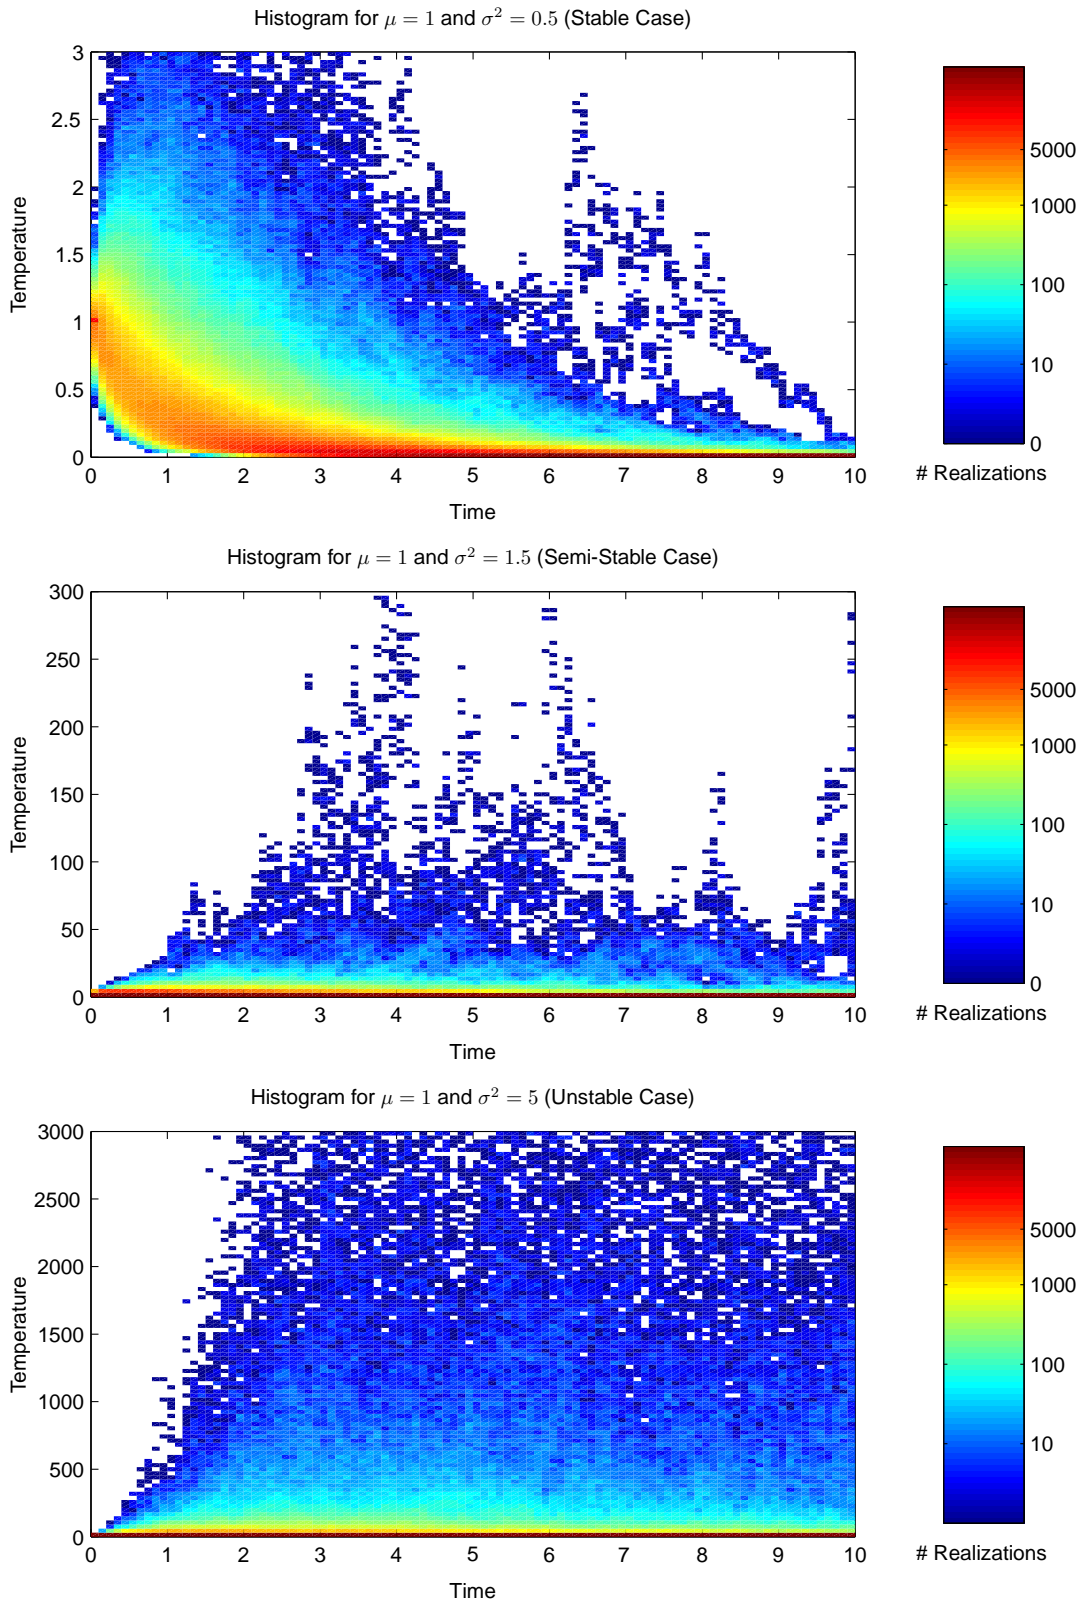 Histogram for μ = 1 and σ² = 0.5 (Stable Case)
3
2.5
2
1.5
1
0.5
0
Temperature
0 1 2 3 4 5 6 7 8 9 10
Time
5000
1000
100
10
0
# Realizations
Histogram for μ = 1 and σ² = 1.5 (Semi-Stable Case)
300
250
200
150
100
50
0
Temperature
0 1 2 3 4 5 6 7 8 9 10
Time
5000
1000
100
10
0
# Realizations
Histogram for μ = 1 and σ² = 5 (Unstable Case)
3000
2500
2000
1500
1000
500
0
Temperature
0 1 2 3 4 5 6 7 8 9 10
Time
5000
1000
100
10
# Realizations